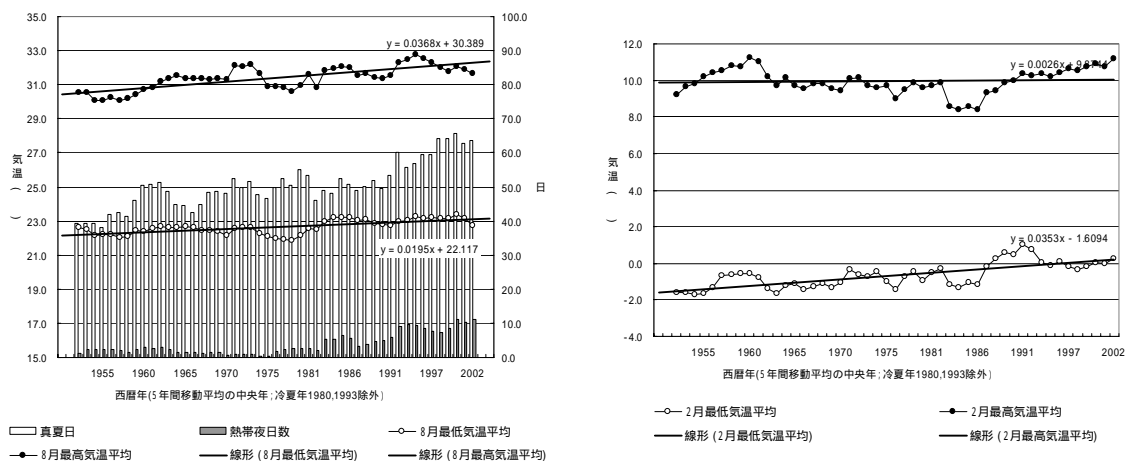 35.0
33.0
31.0
29.0
27.0
25.0
23.0
21.0
19.0
17.0
15.0
気温 (
100.0
90.0
80.0
70.0
60.0
50.0
40.0
30.0
20.0
10.0
0.0
日
y = 0.0368x + 30.389
y = 0.0195x + 22.117
1955 1960 1965 1970 1975 1981 1986 1991 1997 2002
西暦年(5年間移動平均の中央年;冷夏年1980,1993除外)
真夏日 熱帯夜日数 8月最低気温平均
8月最高気温平均 線形 (8月最低気温平均) 線形 (8月最高気温平均)
12.0
10.0
8.0
6.0
4.0
2.0
0.0
-2.0
-4.0
気温 (
y = 0.0026x +
y = 0.0353x - 1.6094
1955 1960 1965 1970 1975 1981 1986 1991 1997 2002
西暦年(5年間移動平均の中央年;冷夏年1980,1993除外)
2月最低気温平均 2月最高気温平均
線形 (2月最低気温平均) 線形 (2月最高気温平均)